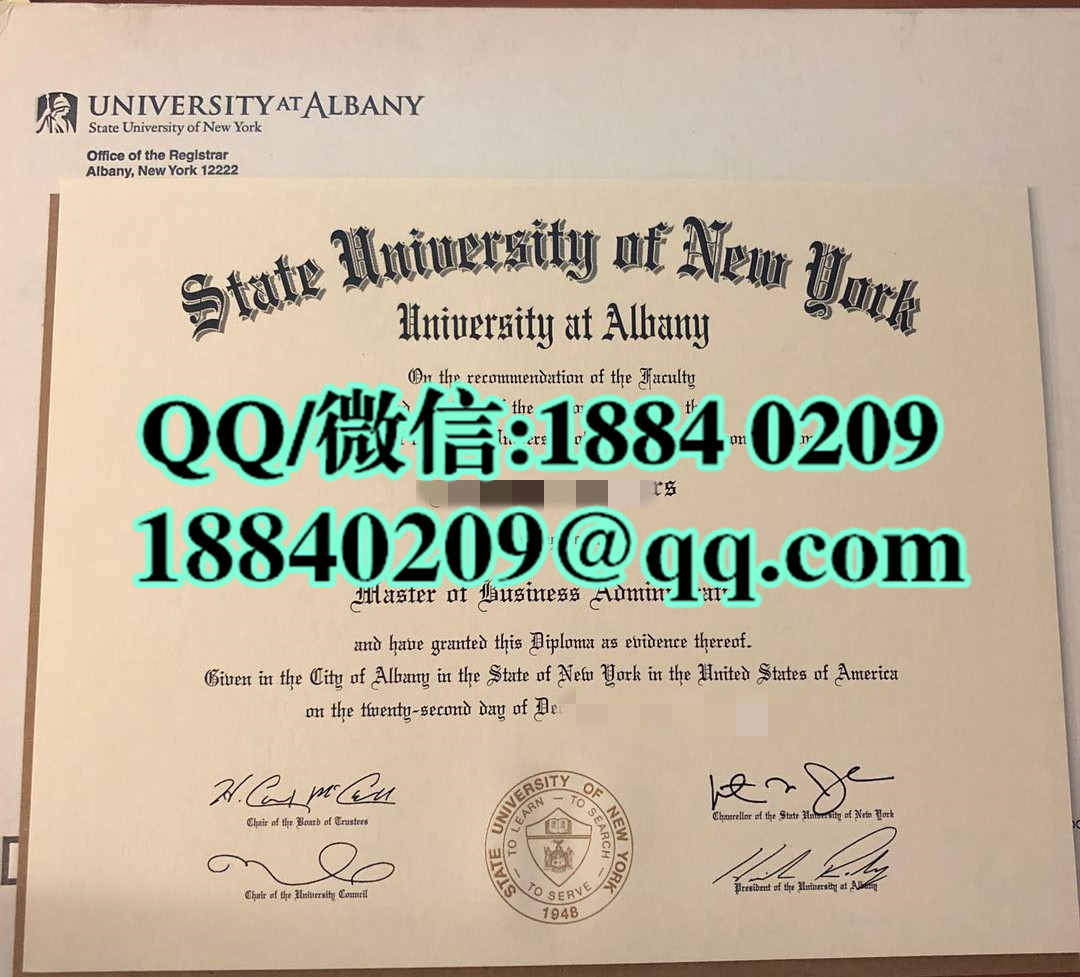 UNIVERSITY AT ALBANY
State University of New York
Office of the Registrar
Albany, New York 12222
State University of New York
University at Albany
On the recommendation of the Faculty
QQ/微信:1884 0209
rs
18840209@qq.com
Master of Business
and have granted this Diploma as evidence thereof.
Given in the City of Albany in the State of New York in the United States of America
on the twenty-second day of De
H. Carl McCall
Chair of the Board of Trustees
Chancellor of the State University of New York
Chair of the University Council
President of the University at Albany
STATE UNIVERSITY OF NEW YORK
TO LEARN — TO SEARCH — TO SERVE
1948